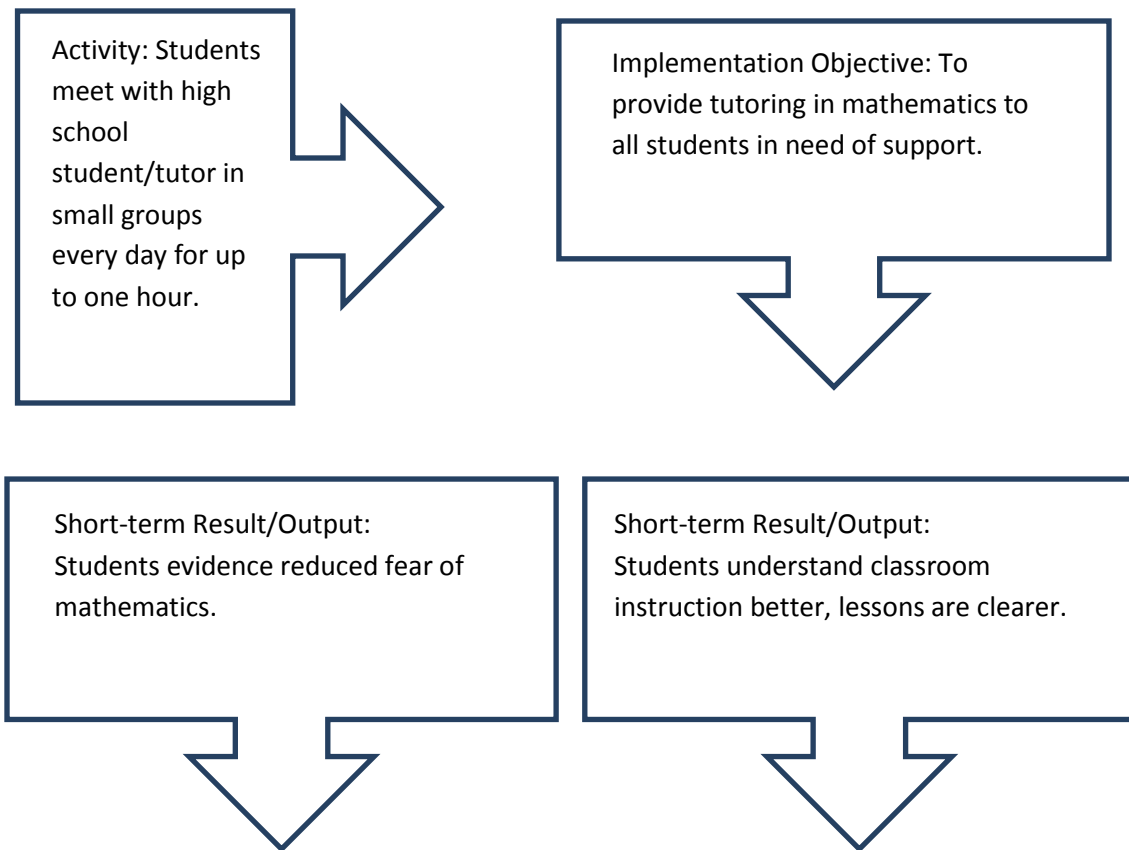 Activity: Students
meet with high
school
student/tutor in
small groups
every day for up
to one hour.
Implementation Objective: To
provide tutoring in mathematics to
all students in need of support.
Short-term Result/Output:
Students evidence reduced fear of
mathematics.
Short-term Result/Output:
Students understand classroom
instruction better, lessons are clearer.